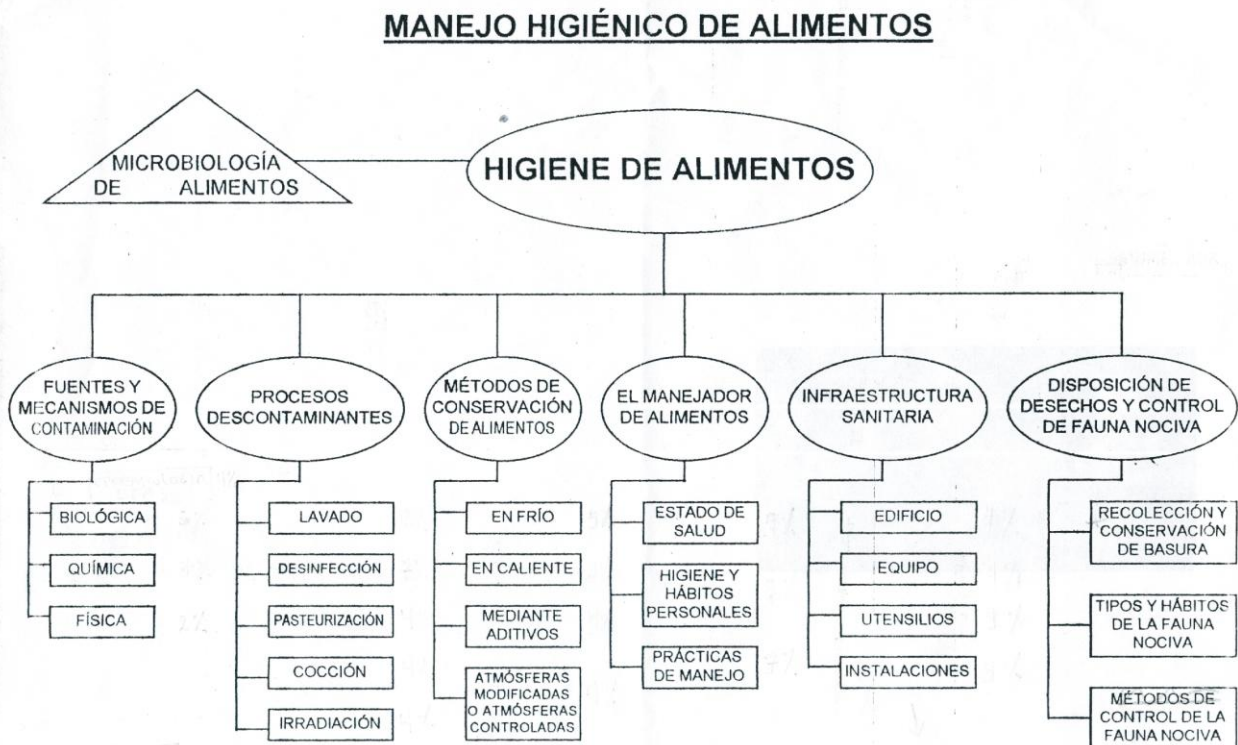 MANEJO HIGIÉNICO DE ALIMENTOS
MICROBIOLOGÍA
DE ALIMENTOS
HIGIENE DE ALIMENTOS
FUENTES Y
MECANISMOS DE
CONTAMINACIÓN
PROCESOS
DESCONTAMINANTES
MÉTODOS DE
CONSERVACIÓN
DE ALIMENTOS
EL MANEJADOR
DE ALIMENTOS
INFRAESTRUCTURA
SANITARIA
DISPOSICIÓN DE
DESECHOS Y CONTROL
DE FAUNA NOCIVA
BIOLÓGICA
QUÍMICA
FÍSICA
LAVADO
DESINFECCIÓN
PASTEURIZACIÓN
COCCIÓN
IRRADIACIÓN
EN FRÍO
EN CALIENTE
MEDIANTE
ADITIVOS
ATMÓSFERAS
MODIFICADAS
O ATMÓSFERAS
CONTROLADAS
ESTADO DE
SALUD
HIGIENE Y
HÁBITOS
PERSONALES
PRÁCTICAS
DE MANEJO
EDIFICIO
EQUIPO
UTENSILIOS
INSTALACIONES
RECOLECCIÓN Y
CONSERVACIÓN
DE BASURA
TIPOS Y HÁBITOS
DE LA FAUNA
NOCIVA
MÉTODOS DE
CONTROL DE LA
FAUNA NOCIVA